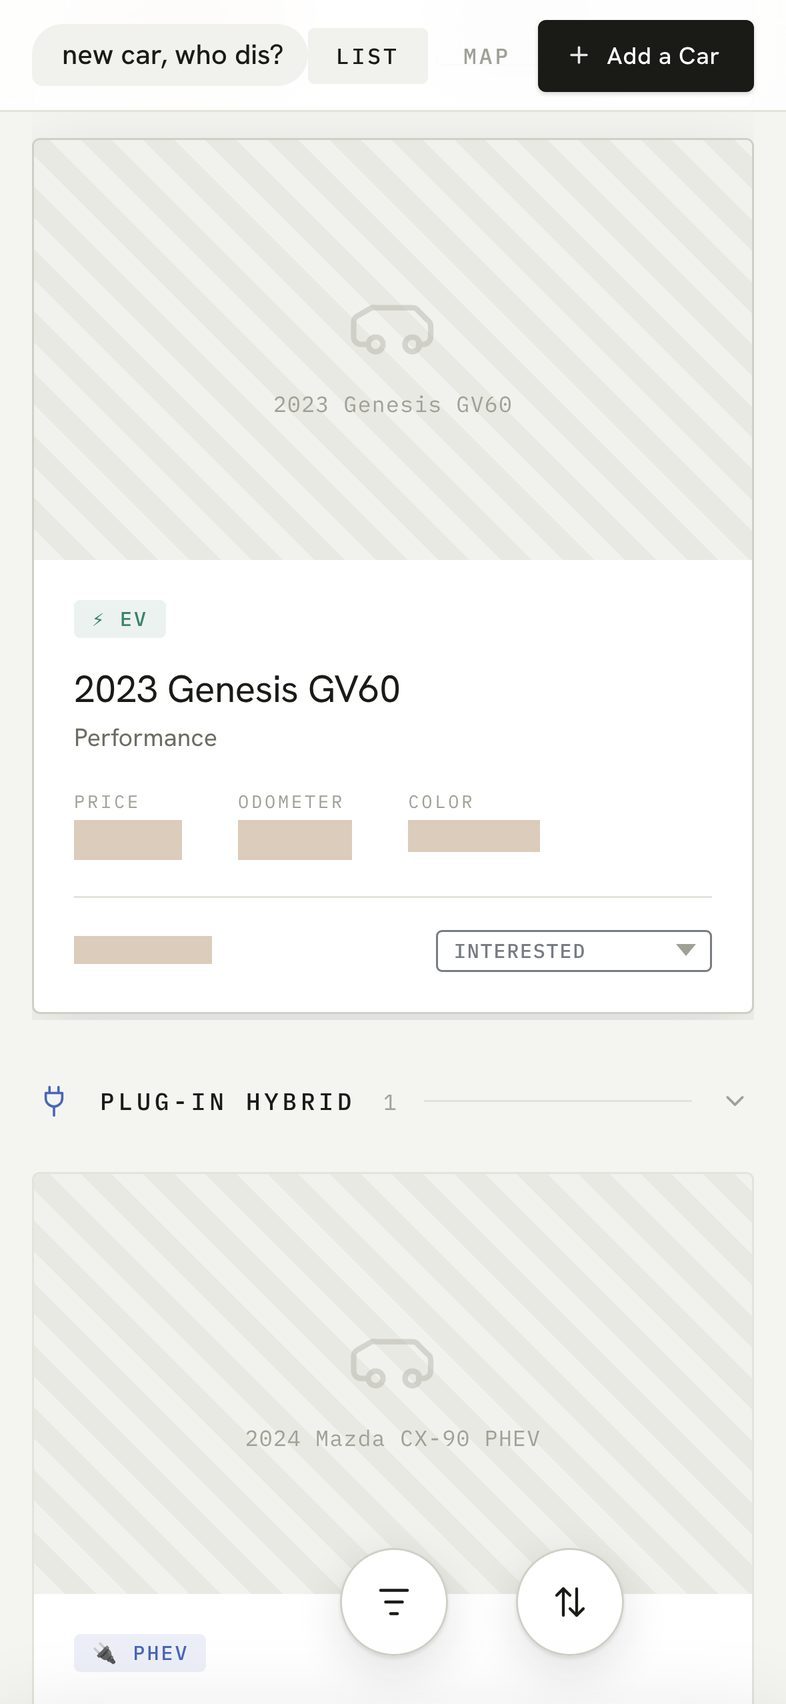 new car, who dis?
LIST
MAP
+ Add a Car
2023 Genesis GV60
⚡ EV
2023 Genesis GV60
Performance
PRICE ODOMETER COLOR
INTERESTED
PLUG-IN HYBRID 1
2024 Mazda CX-90 PHEV
🔌 PHEV